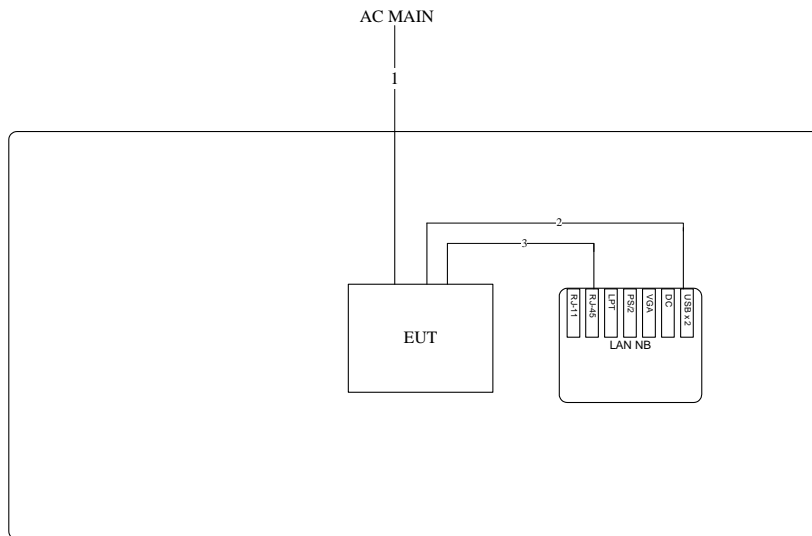 AC MAIN
1
2
3
RJ-11
RJ-45
LPT
PS/2
VGA
DC
USB x 2
LAN NB
EUT